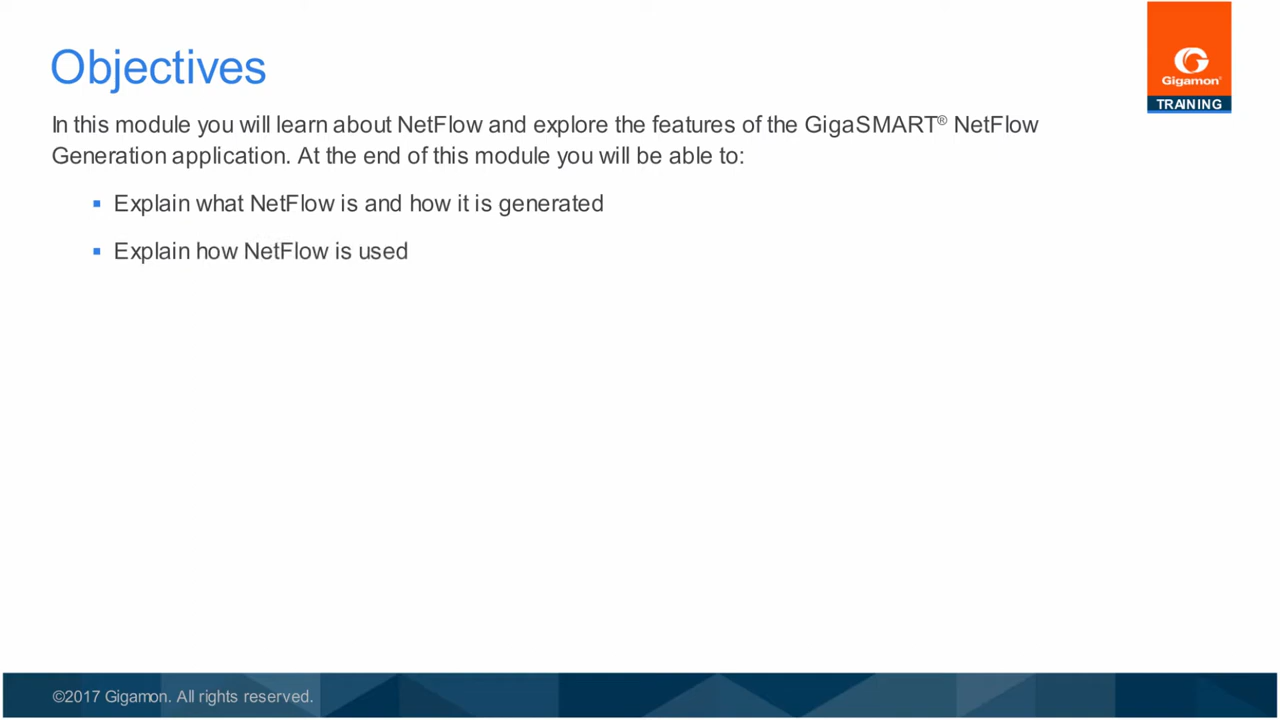 Objectives
Gigamon®
TRAINING
In this module you will learn about NetFlow and explore the features of the GigaSMART® NetFlow
Generation application. At the end of this module you will be able to:
▪ Explain what NetFlow is and how it is generated
▪ Explain how NetFlow is used
©2017 Gigamon. All rights reserved.